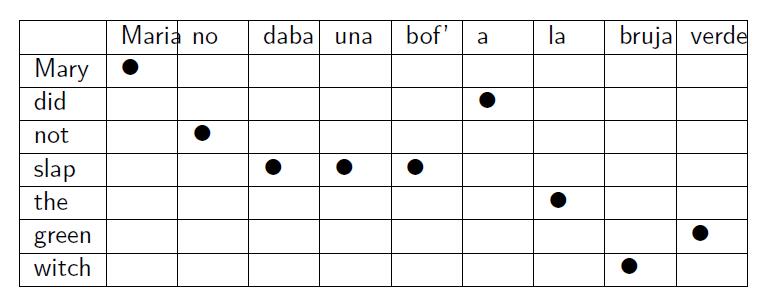 Maria no daba una bof' a la bruja verde
Mary
did
not
slap
the
green
witch